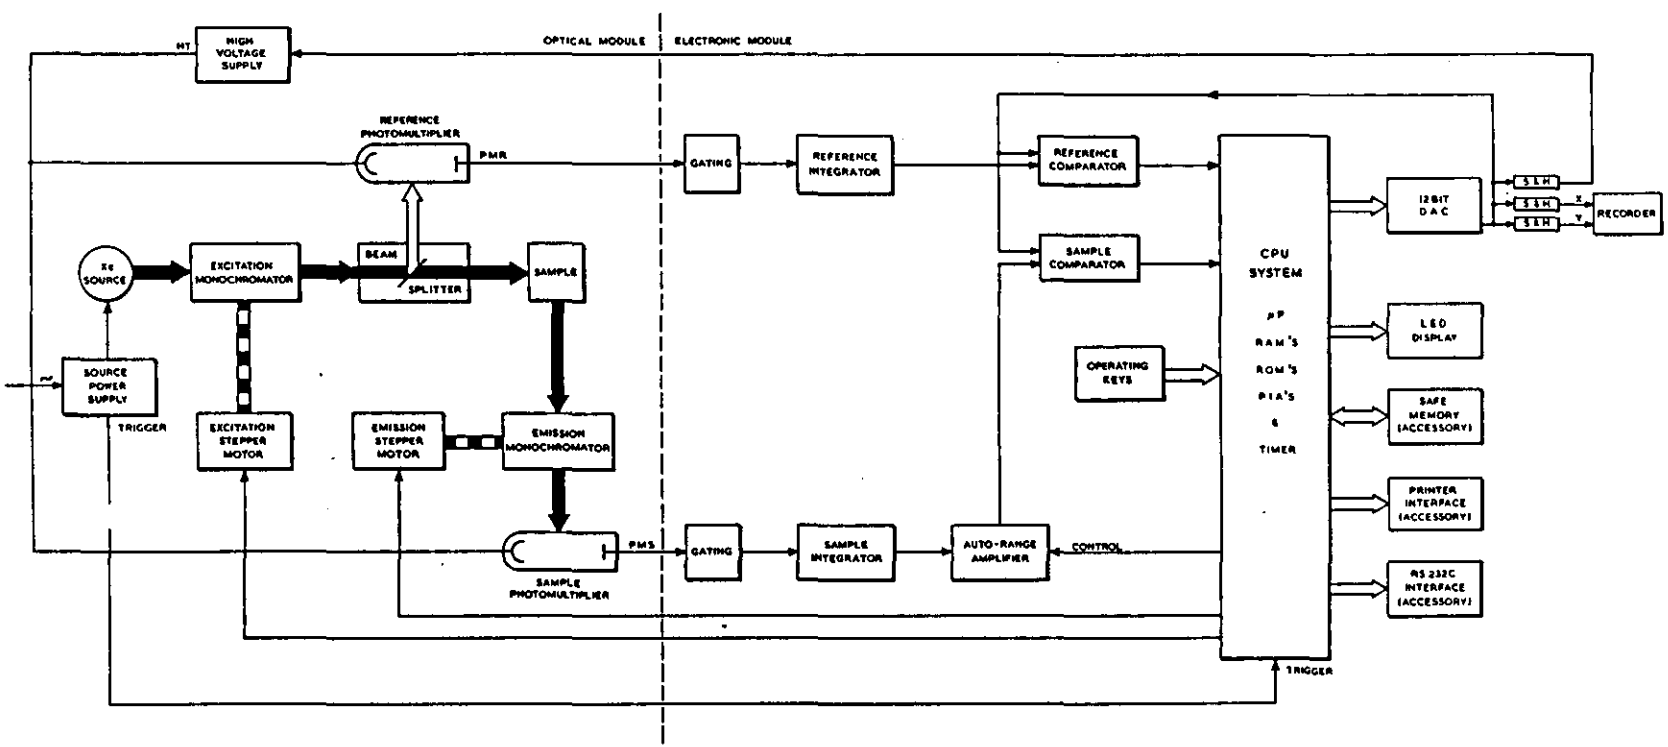 HT
HIGH
VOLTAGE
SUPPLY
OPTICAL MODULE
ELECTRONIC MODULE
REFERENCE
PHOTOMULTIPLIER
PMR
GATING
REFERENCE
INTEGRATOR
REFERENCE
COMPARATOR
12 BIT
DAC
S & H
S & H
S & H
X
Y
RECORDER
Xe
SOURCE
EXCITATION
MONOCHROMATOR
BEAM
SPLITTER
SAMPLE
SAMPLE
COMPARATOR
CPU
SYSTEM
μP
RAM'S
ROM'S
PIA'S
&
TIMER
LED
DISPLAY
OPERATING
KEYS
SOURCE
POWER
SUPPLY
TRIGGER
EXCITATION
STEPPER
MOTOR
EMISSION
STEPPER
MOTOR
EMISSION
MONOCHROMATOR
SAFE
MEMORY
(ACCESSORY)
PRINTER
INTERFACE
(ACCESSORY)
PMS
GATING
SAMPLE
INTEGRATOR
AUTO-RANGE
AMPLIFIER
CONTROL
SAMPLE
PHOTOMULTIPLIER
RS 232C
INTERFACE
(ACCESSORY)
TRIGGER